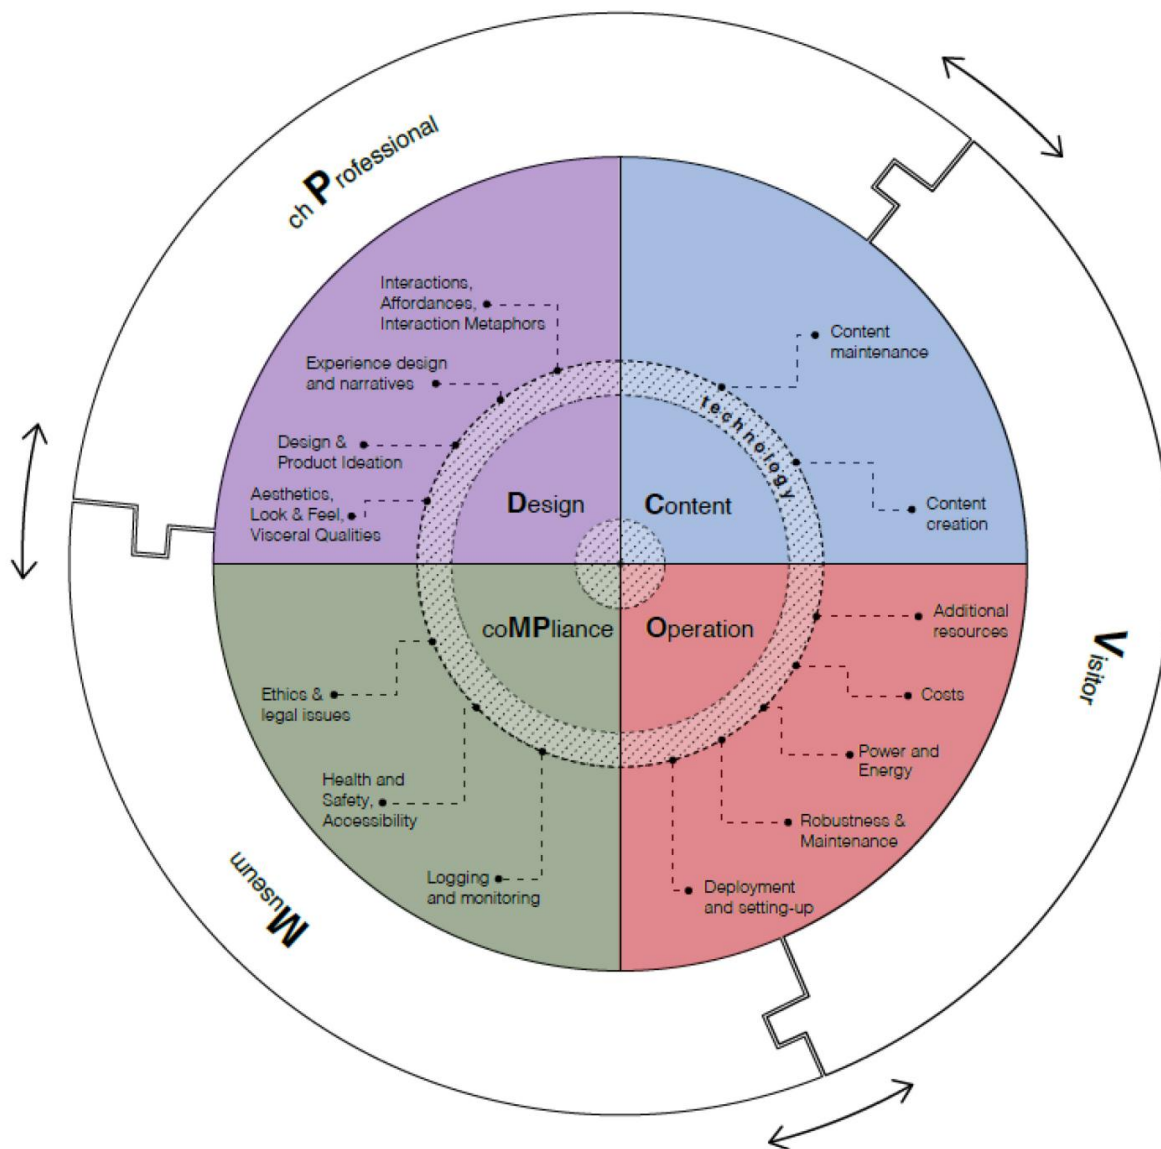 ch Professional
Interactions,
Affordances,
Interaction Metaphors
Experience design
and narratives
Design &
Product Ideation
Aesthetics,
Look & Feel,
Visceral Qualities
Design
Content
maintenance
technology
Content
creation
Content
coMPliance
Operation
Ethics &
legal issues
Health and
Safety,
Accessibility
Logging
and monitoring
Additional
resources
Costs
Power and
Energy
Robustness &
Maintenance
Deployment
and setting-up
Visitor
Museum